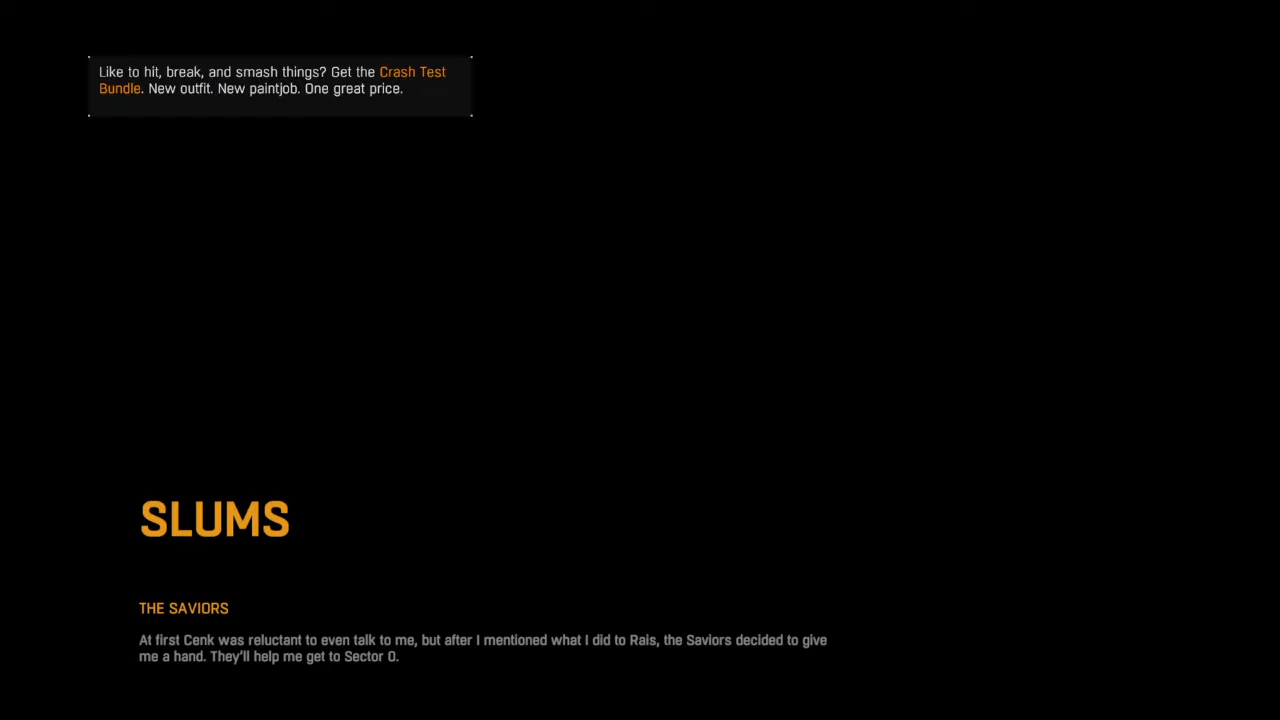 Like to hit, break, and smash things? Get the Crash Test
Bundle. New outfit. New paintjob. One great price.
SLUMS
THE SAVIORS
At first Cenk was reluctant to even talk to me, but after I mentioned what I did to Rais, the Saviors decided to give
me a hand. They'll help me get to Sector 0.